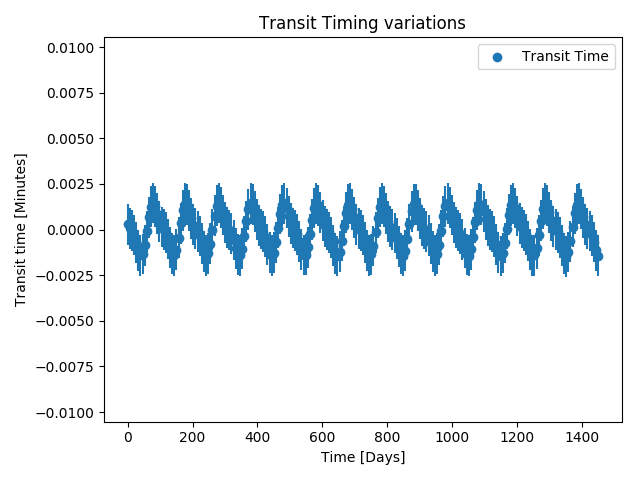 Transit Timing variations
Transit Time
Transit time [Minutes]
0.0100
0.0075
0.0050
0.0025
0.0000
−0.0025
−0.0050
−0.0075
−0.0100
0 200 400 600 800 1000 1200 1400
Time [Days]